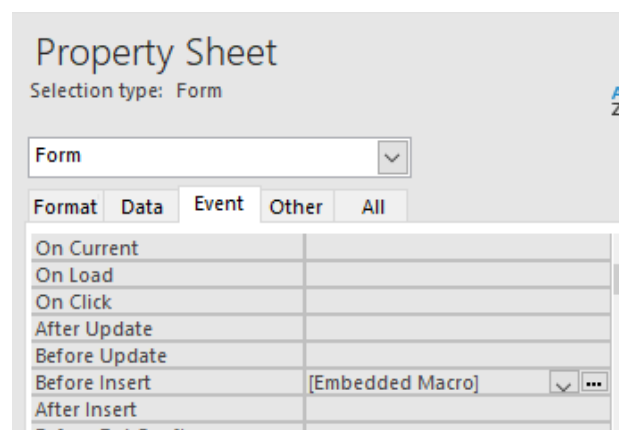 Property Sheet
Selection type: Form
A
Z
Form
Format Data Event Other All
On Current
On Load
On Click
After Update
Before Update
Before Insert [Embedded Macro] ...
After Insert